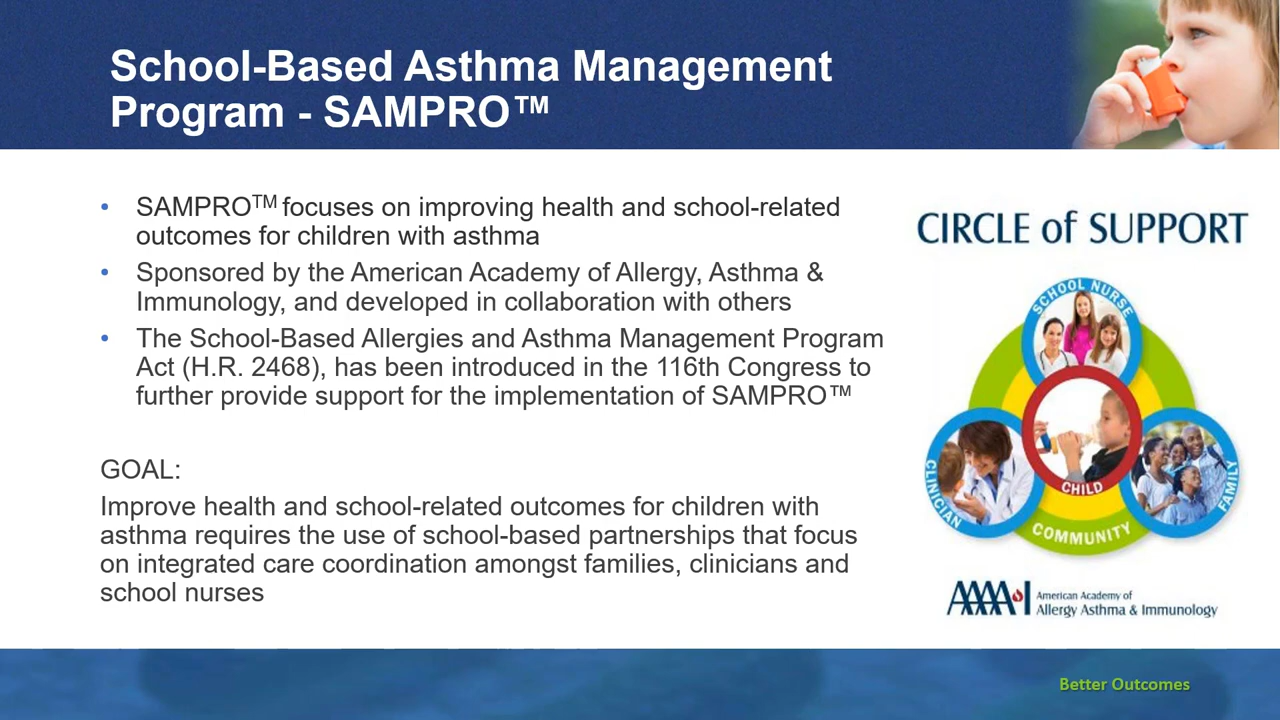 School-Based Asthma Management
Program - SAMPRO™
• SAMPRO™ focuses on improving health and school-related
outcomes for children with asthma
• Sponsored by the American Academy of Allergy, Asthma &
Immunology, and developed in collaboration with others
• The School-Based Allergies and Asthma Management Program
Act (H.R. 2468), has been introduced in the 116th Congress to
further provide support for the implementation of SAMPRO™
GOAL:
Improve health and school-related outcomes for children with
asthma requires the use of school-based partnerships that focus
on integrated care coordination amongst families, clinicians and
school nurses
CIRCLE of SUPPORT
SCHOOL NURSE
CHILD
CLINICIAN
FAMILY
COMMUNITY
AAAAI
American Academy of
Allergy Asthma & Immunology
Better Outcomes